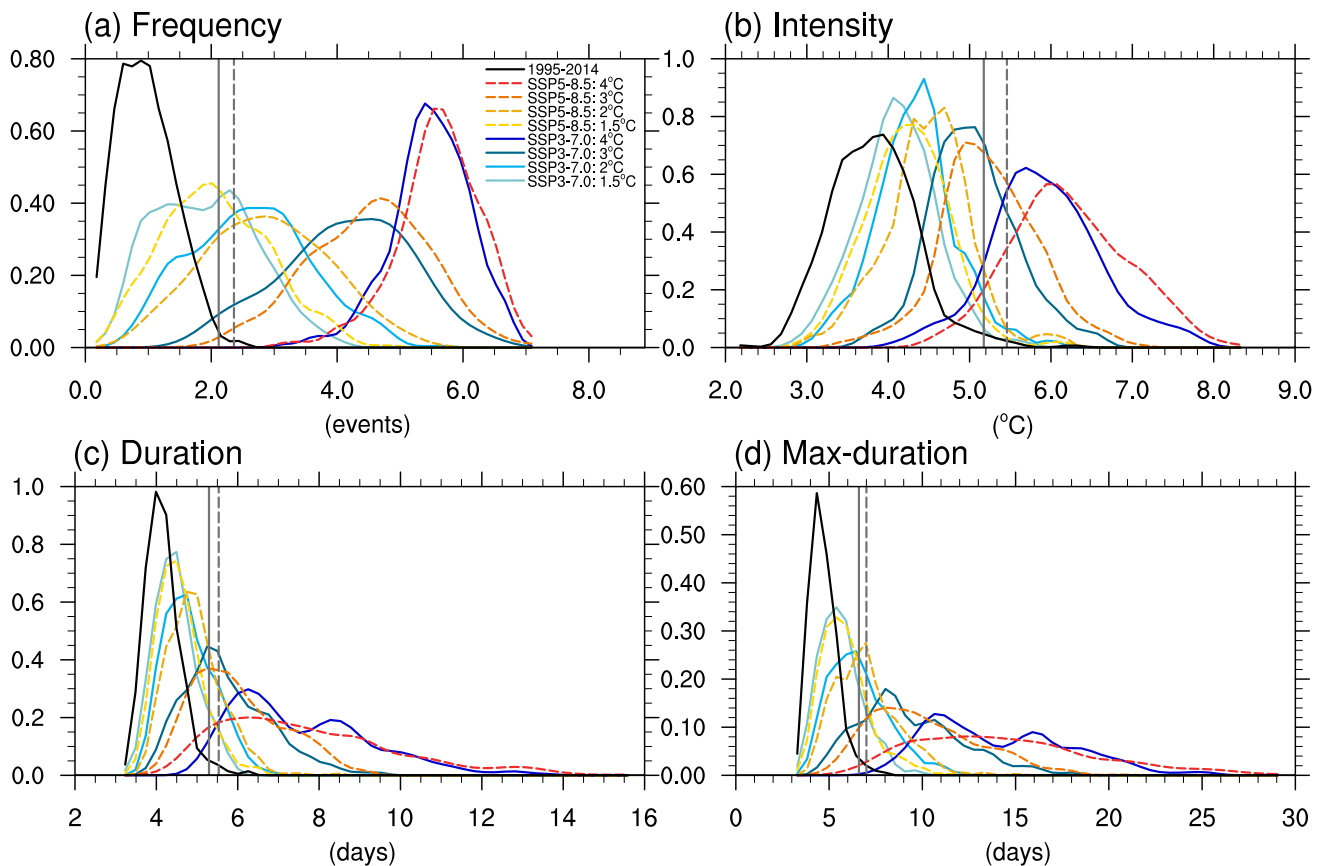 (a) Frequency
0.80
0.60
0.40
0.20
0.00
0.0 2.0 4.0 6.0 8.0
(events)
1995-2014
SSP5-8.5: 4°C
SSP5-8.5: 3°C
SSP5-8.5: 2°C
SSP5-8.5: 1.5°C
SSP3-7.0: 4°C
SSP3-7.0: 3°C
SSP3-7.0: 2°C
SSP3-7.0: 1.5°C
(b) Intensity
1.0
0.8
0.6
0.4
0.2
0.0
2.0 3.0 4.0 5.0 6.0 7.0 8.0 9.0
(°C)
(c) Duration
1.0
0.8
0.6
0.4
0.2
0.0
2 4 6 8 10 12 14 16
(days)
(d) Max-duration
0.60
0.50
0.40
0.30
0.20
0.10
0.00
0 5 10 15 20 25 30
(days)